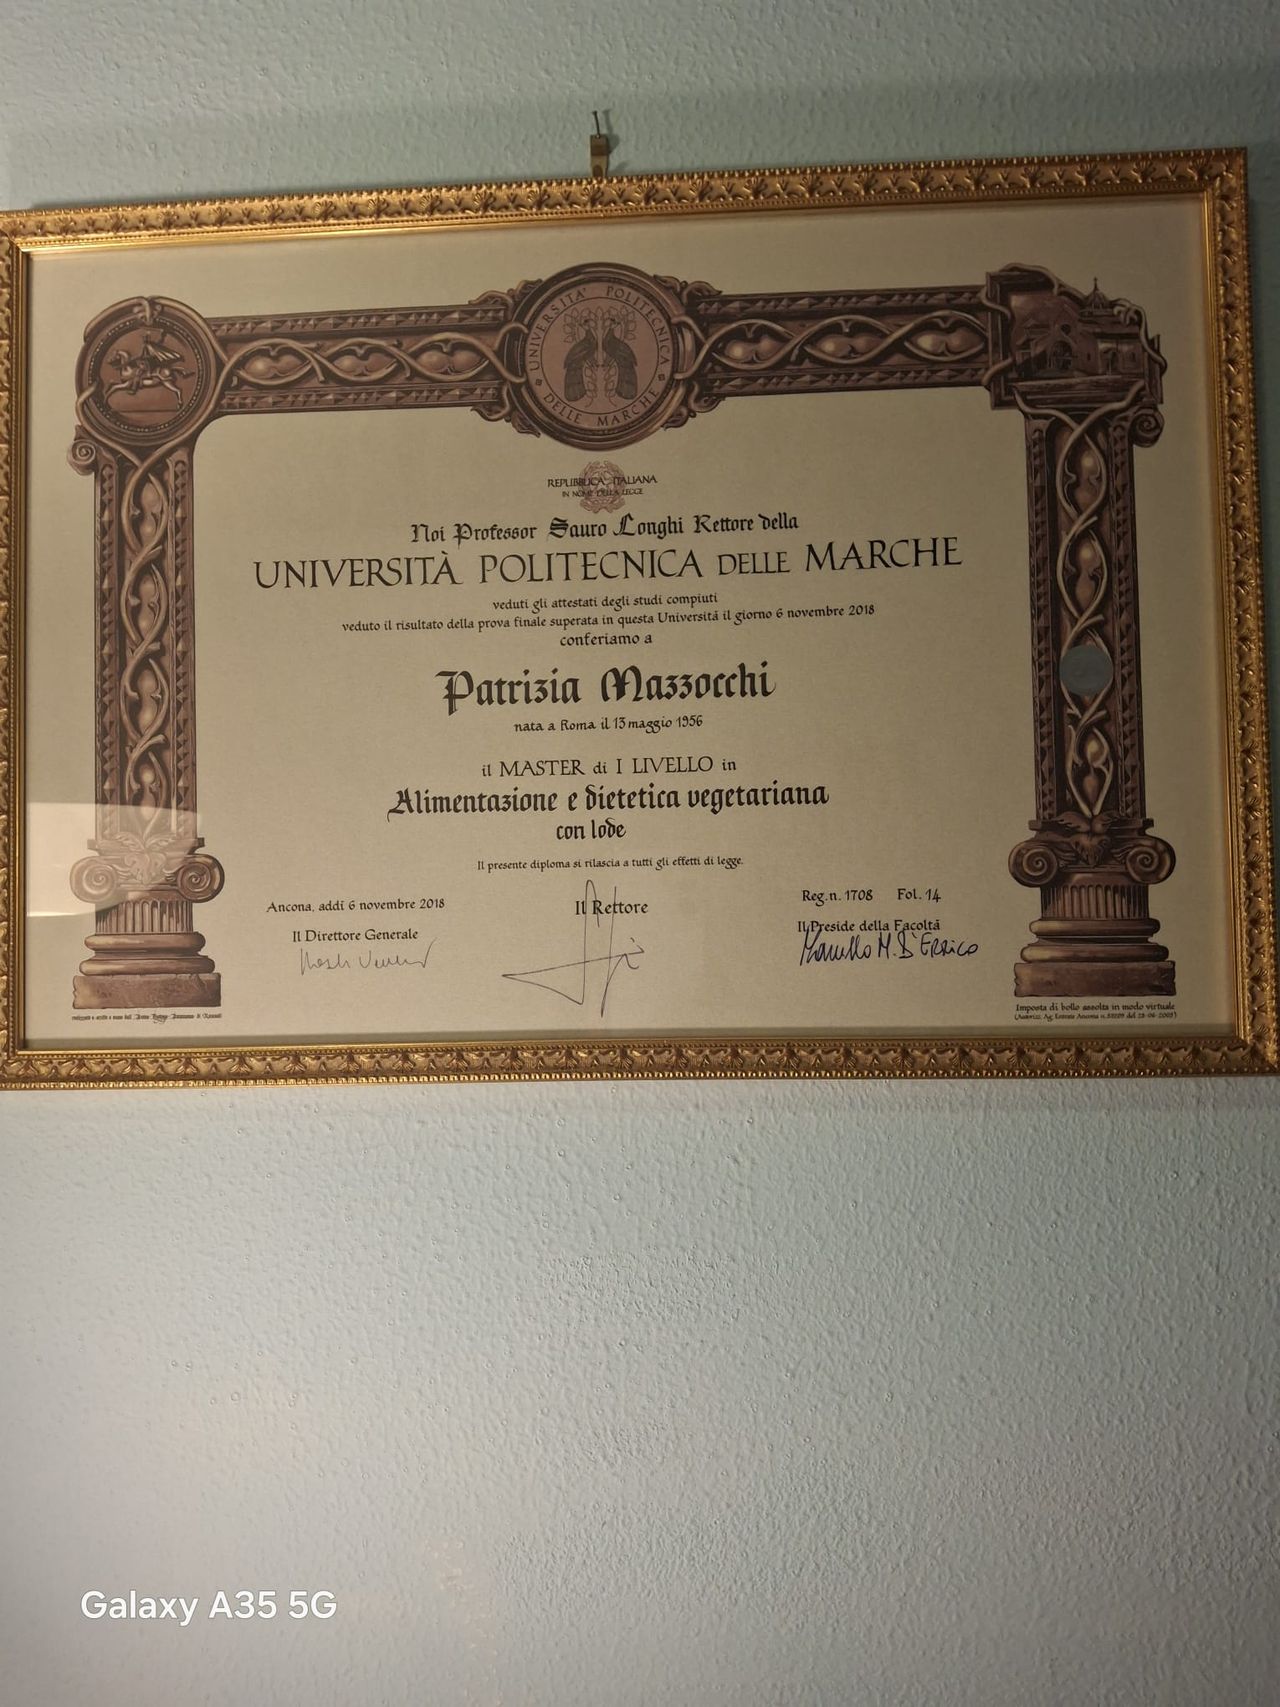 UNIVERSITA' POLITECNICA
DELLE MARCHE
REPUBBLICA ITALIANA
IN NOME DELLA LEGGE
Noi Professor Sauro Longhi Rettore della
UNIVERSITÀ POLITECNICA DELLE MARCHE
veduti gli attestati degli studi compiuti
veduto il risultato della prova finale superata in questa Università il giorno 6 novembre 2018
conferiamo a
Patrizia Mazzocchi
nata a Roma il 13 maggio 1956
il MASTER di I LIVELLO in
Alimentazione e dietetica vegetariana
con lode
Il presente diploma si rilascia a tutti gli effetti di legge.
Ancona, addì 6 novembre 2018
Il Direttore Generale
Il Rettore
Reg.n. 1708 Fol. 14
Il Preside della Facoltà
M. D'ERRICO
Imposta di bollo assolta in modo virtuale
Galaxy A35 5G